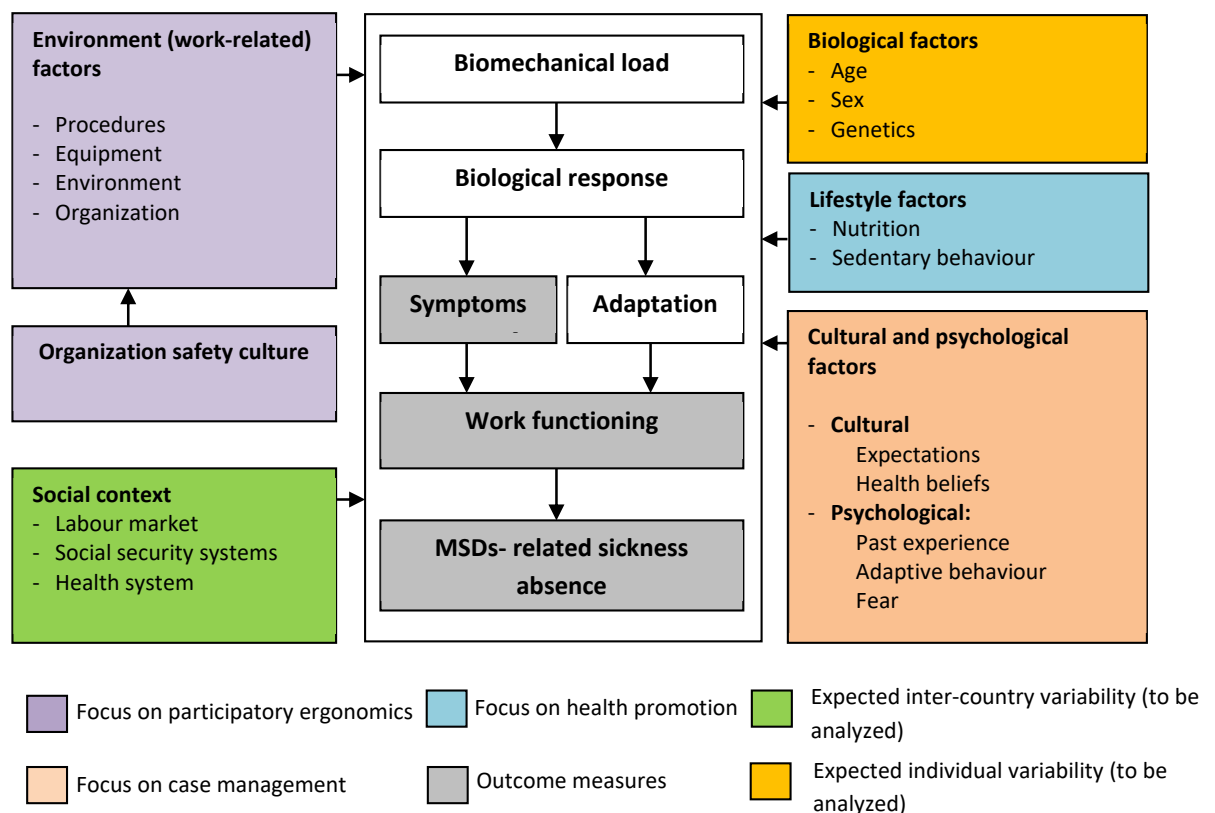 Environment (work-related)
factors
- Procedures
- Equipment
- Environment
- Organization
Organization safety culture
Social context
- Labour market
- Social security systems
- Health system
Biomechanical load
Biological response
Symptoms
-
Adaptation
Work functioning
MSDs- related sickness
absence
Biological factors
- Age
- Sex
- Genetics
Lifestyle factors
- Nutrition
- Sedentary behaviour
Cultural and psychological
factors
- Cultural
Expectations
Health beliefs
- Psychological:
Past experience
Adaptive behaviour
Fear
Focus on participatory ergonomics
Focus on health promotion
Expected inter-country variability (to be
analyzed)
Focus on case management
Outcome measures
Expected individual variability (to be
analyzed)